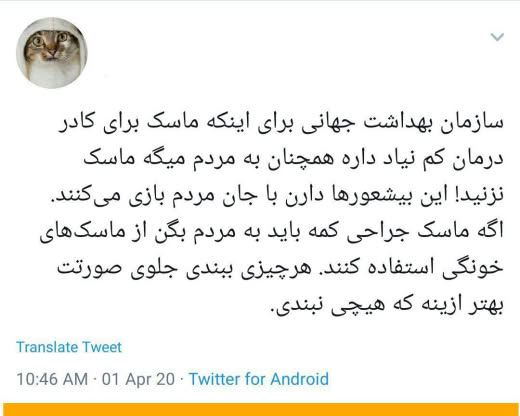 سازمان بهداشت جهانی برای اینکه ماسک برای کادر
درمان کم نیاد داره همچنان به مردم میگه ماسک
نزنید! این بیشعورها دارن با جان مردم بازی می‌کنند.
اگه ماسک جراحی کمه باید به مردم بگن از ماسک‌های
خونگی استفاده کنند. هرچیزی ببندی جلوی صورتت
بهتر ازینه که هیچی نبندی.
Translate Tweet
10:46 AM · 01 Apr 20 · Twitter for Android